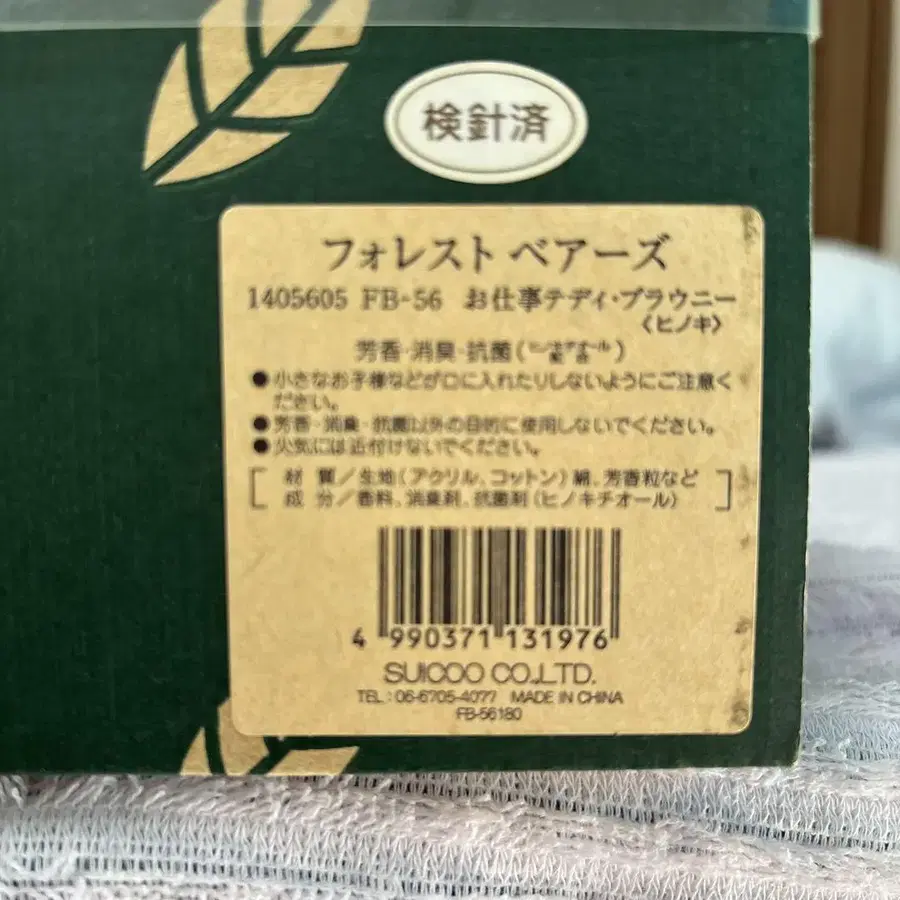 検針済
フォレスト ベアーズ
1405605 FB-56 お仕事テディ・ブラウニー
〈ヒノキ〉
芳香・消臭・抗菌(
●小さなお子様などが口に入れたりしないようにご注意く
ださい。
●芳香・消臭・抗菌以外の目的に使用しないでください。
●火気には近付けないでください。
材 質／生地(アクリル、コットン)綿、芳香粒など
成 分／香料、消臭剤、抗菌剤(ヒノキチオール)
4 990371 131976
SUICOO CO.,LTD.
TEL:06-6705-4077 MADE IN CHINA
FB-56180